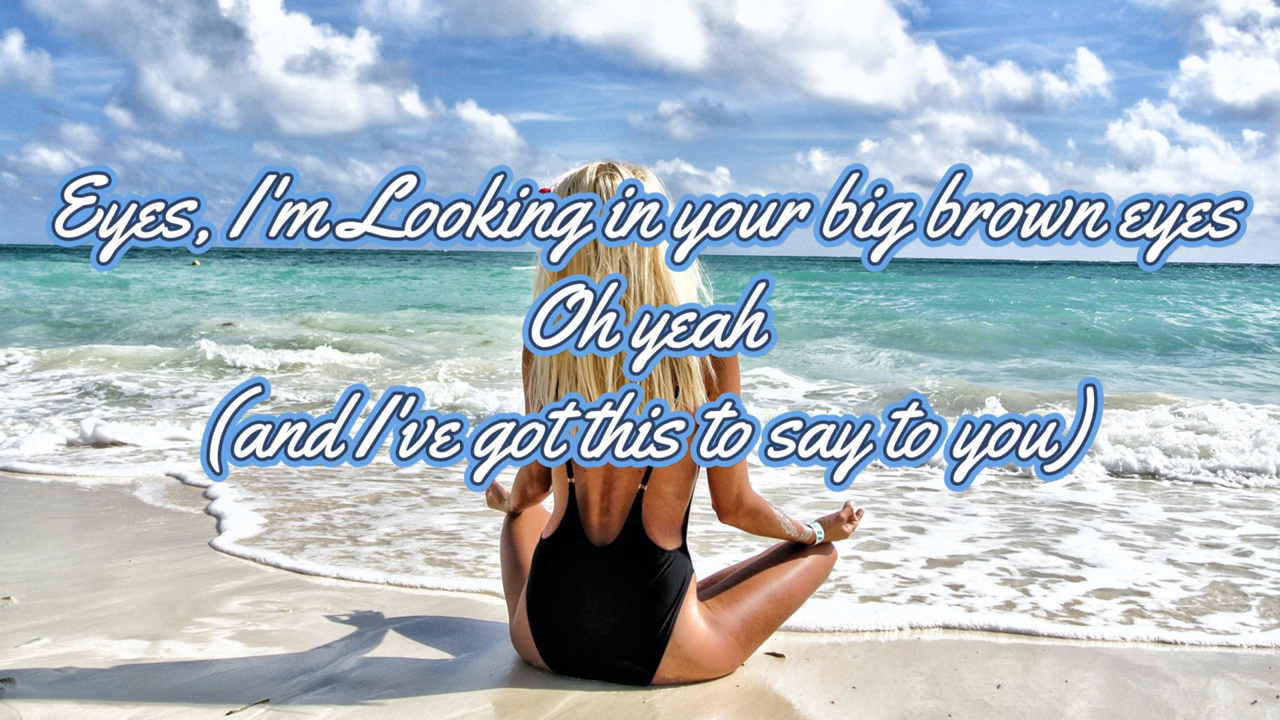 Eyes, I'm Looking in your big brown eyes
Oh yeah
(and I've got this to say to you)